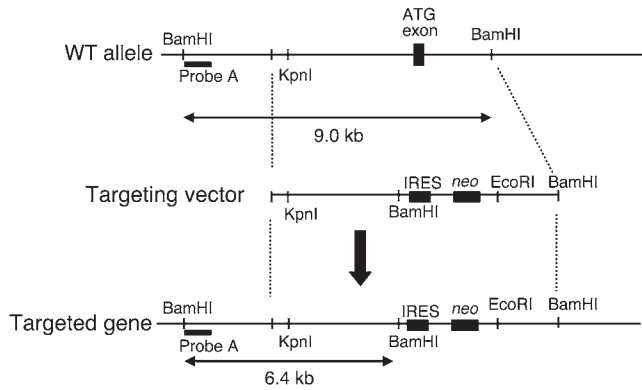 ATG
exon
BamHI
BamHI
WT allele
Probe A
KpnI
9.0 kb
IRES
neo
EcoRI
BamHI
Targeting vector
KpnI
BamHI
BamHI
IRES
neo
EcoRI
BamHI
Targeted gene
Probe A
KpnI
BamHI
6.4 kb